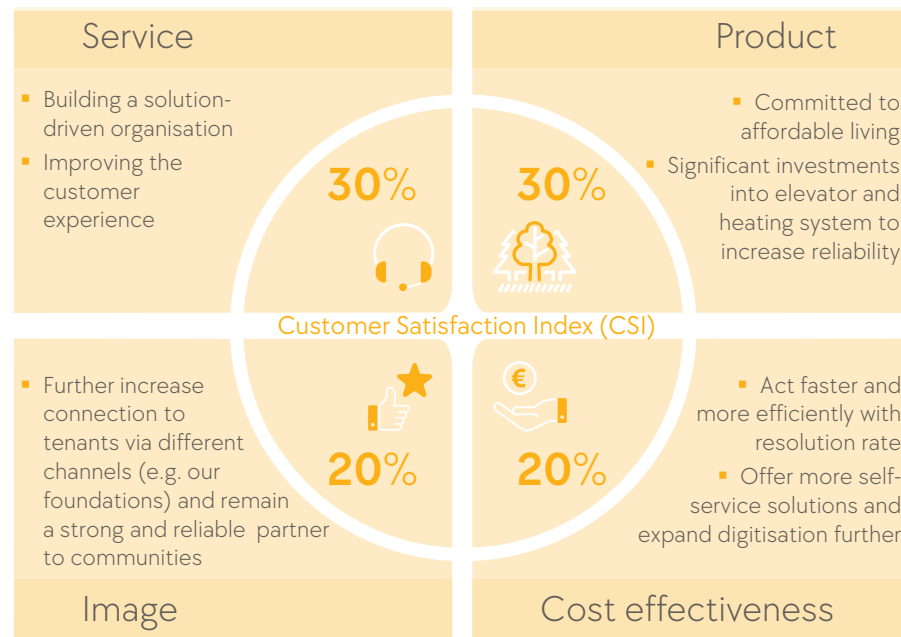 Service
Building a solution-
driven organisation
Improving the
customer
experience
30%
Product
Committed to
affordable living
Significant investments
into elevator and
heating system to
increase reliability
30%
Customer Satisfaction Index (CSI)
Further increase
connection to
tenants via different
channels (e.g. our
foundations) and remain
a strong and reliable partner
to communities
20%
Image
€
Act faster and
more efficiently with
resolution rate
Offer more self-
service solutions and
expand digitisation further
20%
Cost effectiveness